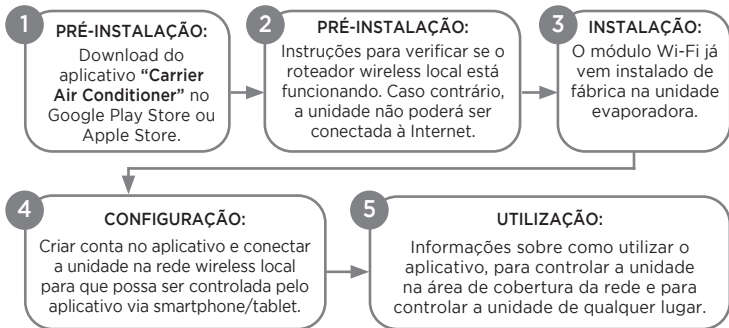 1
PRÉ-INSTALAÇÃO:
Download do
aplicativo “Carrier
Air Conditioner” no
Google Play Store ou
Apple Store.
2
PRÉ-INSTALAÇÃO:
Instruções para verificar se o
roteador wireless local está
funcionando. Caso contrário,
a unidade não poderá ser
conectada à Internet.
3
INSTALAÇÃO:
O módulo Wi-Fi já
vem instalado de
fábrica na unidade
evaporadora.
4
CONFIGURAÇÃO:
Criar conta no aplicativo e conectar
a unidade na rede wireless local
para que possa ser controlada pelo
aplicativo via smartphone/tablet.
5
UTILIZAÇÃO:
Informações sobre como utilizar o
aplicativo, para controlar a unidade
na área de cobertura da rede e para
controlar a unidade de qualquer lugar.